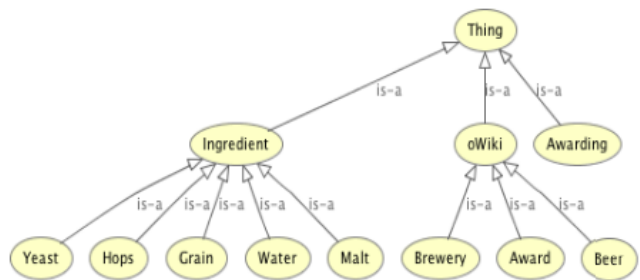 Thing
is-a is-a is-a
Ingredient oWiki Awarding
is-a is-a is-a is-a is-a is-a is-a is-a
Yeast Hops Grain Water Malt Brewery Award Beer